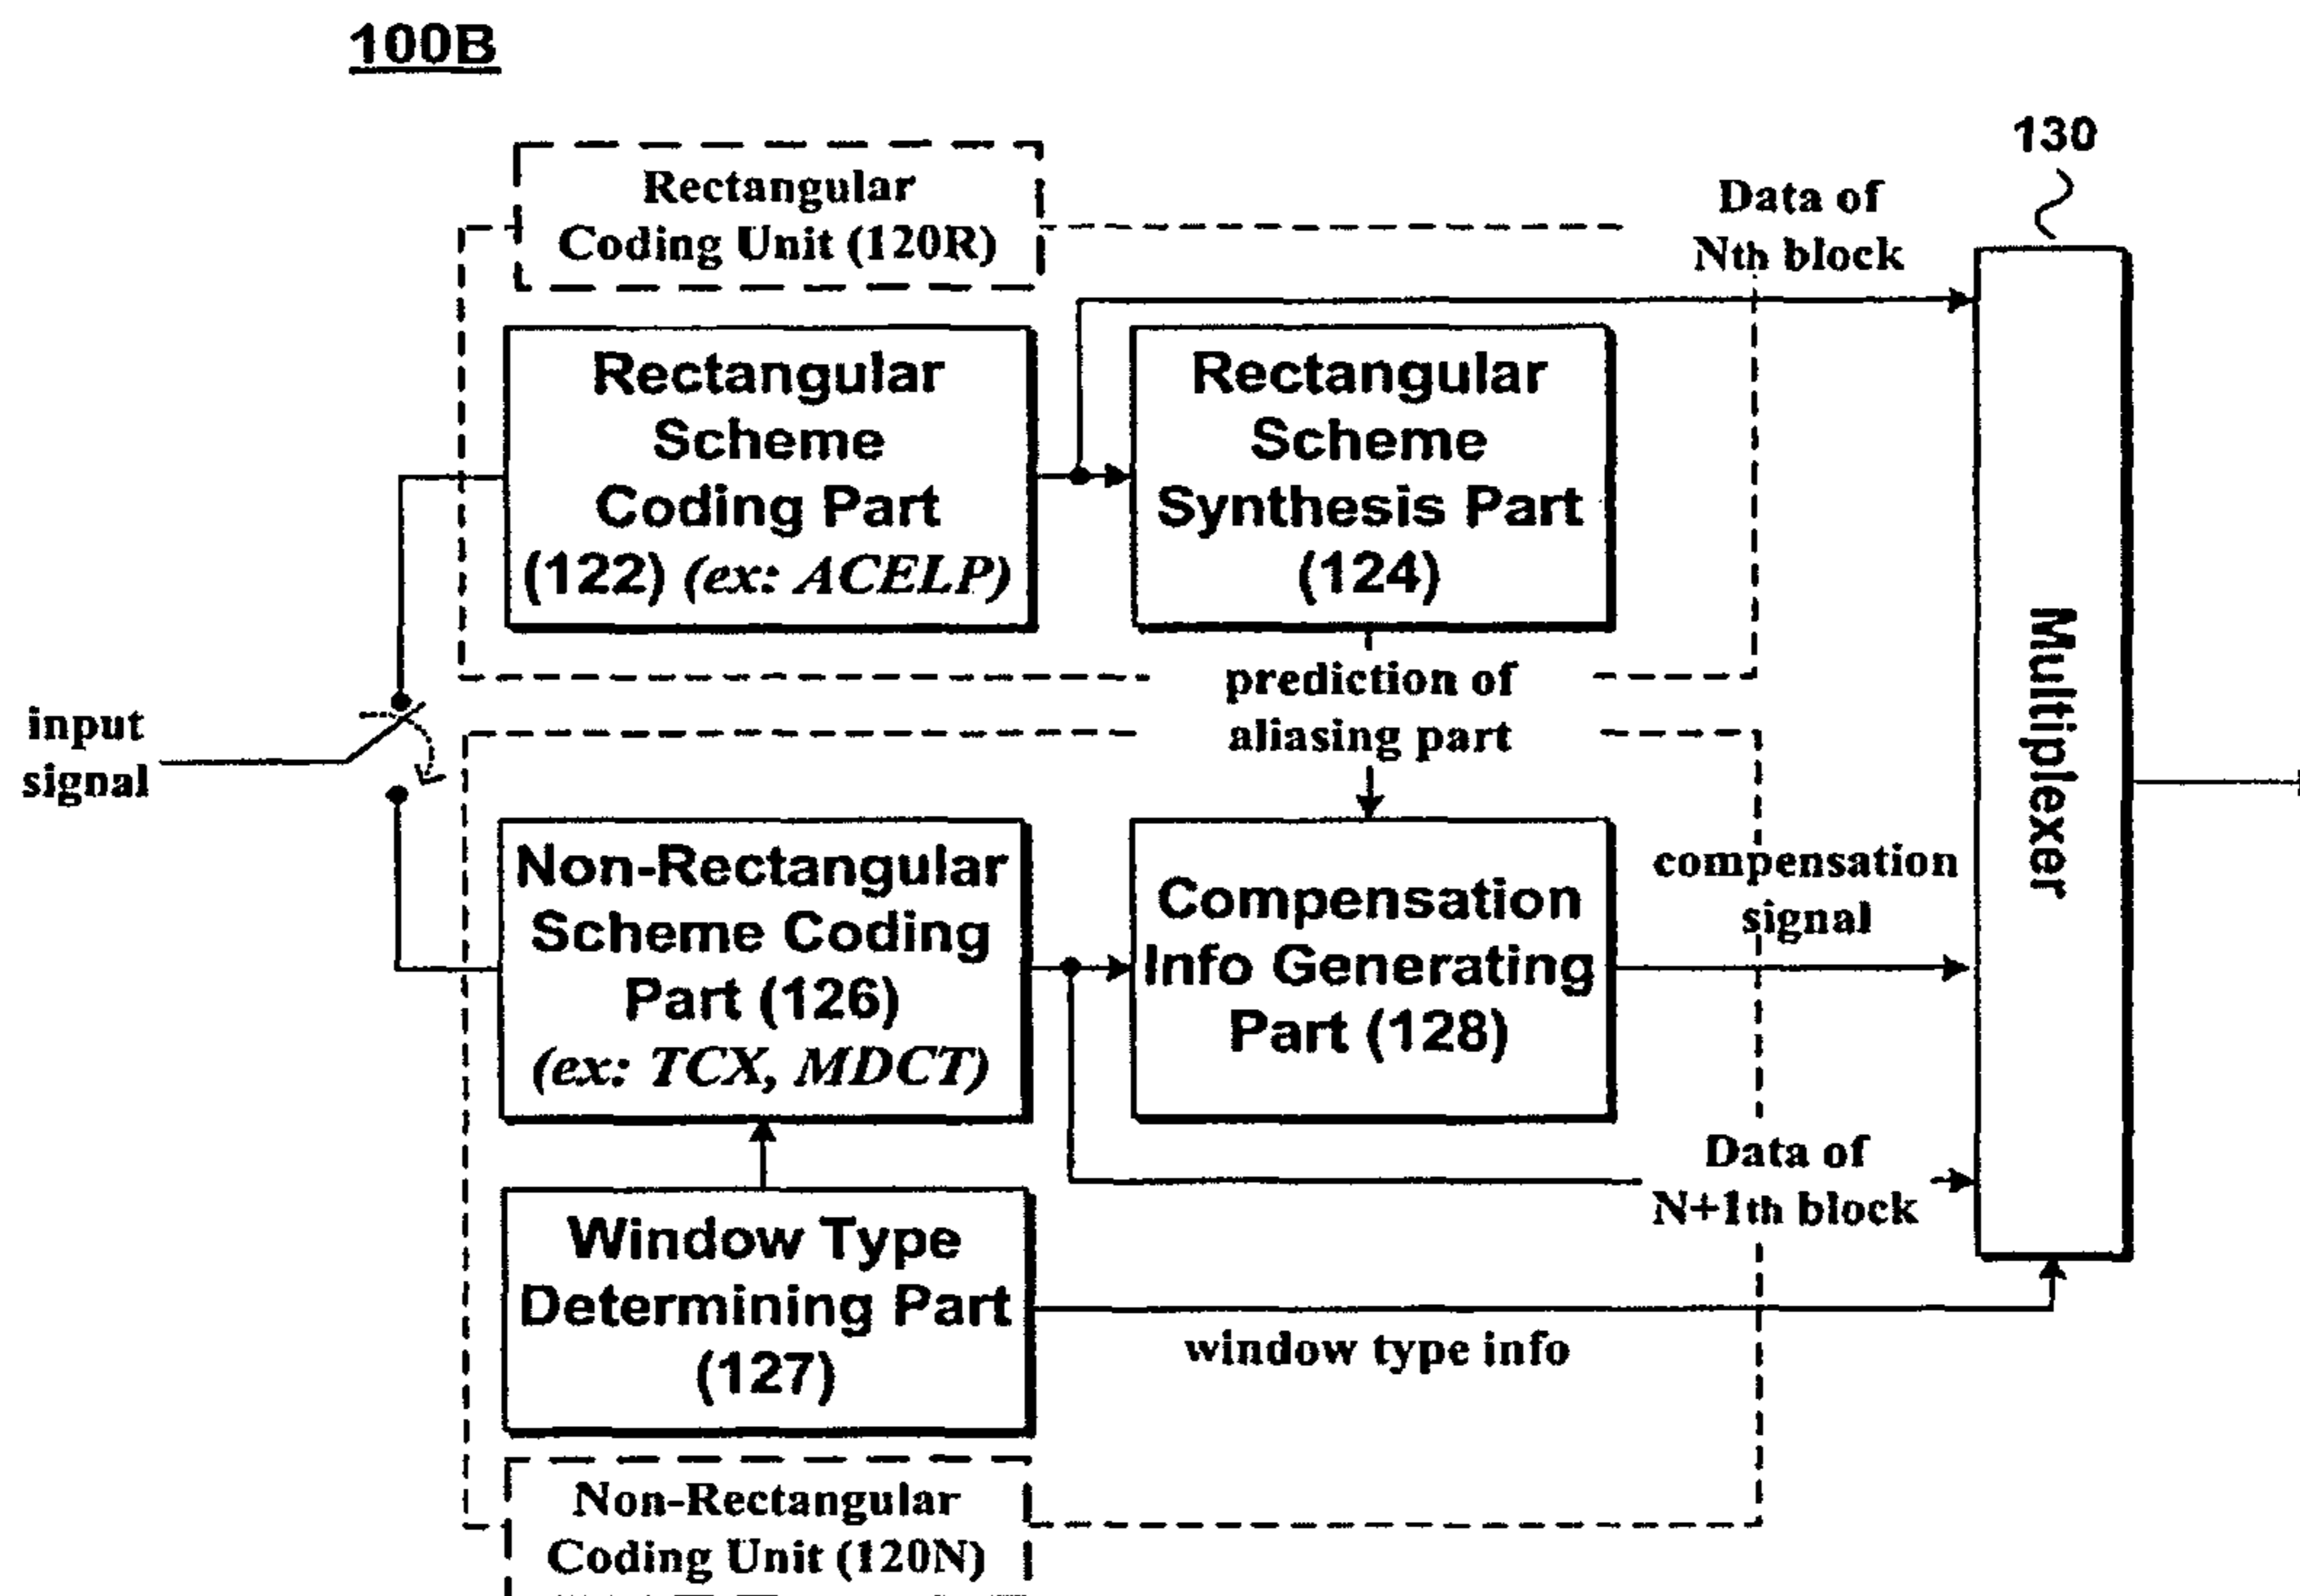 100B
130
Rectangular
Coding Unit (120R)
Data of
Nth block
Rectangular
Scheme
Coding Part
(122) (ex: ACELP)
Rectangular
Scheme
Synthesis Part
(124)
Multiplexer
prediction of
aliasing part
input
signal
Non-Rectangular
Scheme Coding
Part (126)
(ex: TCX, MDCT)
Compensation
Info Generating
Part (128)
compensation
signal
Data of
N+1th block
Window Type
Determining Part
(127)
window type info
Non-Rectangular
Coding Unit (120N)